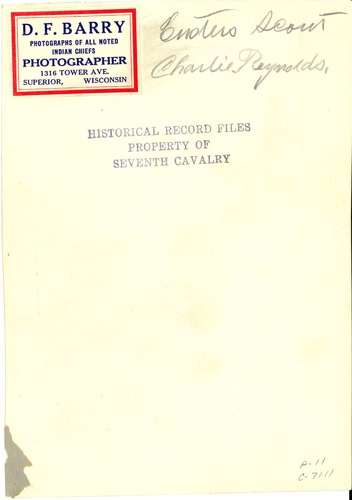 D. F. BARRY
PHOTOGRAPHS OF ALL NOTED
INDIAN CHIEFS
PHOTOGRAPHER
1316 TOWER AVE.
SUPERIOR, WISCONSIN
Scout
Charlie Reynolds,
HISTORICAL RECORD FILES
PROPERTY OF
SEVENTH CAVALRY
P-11
C-7111